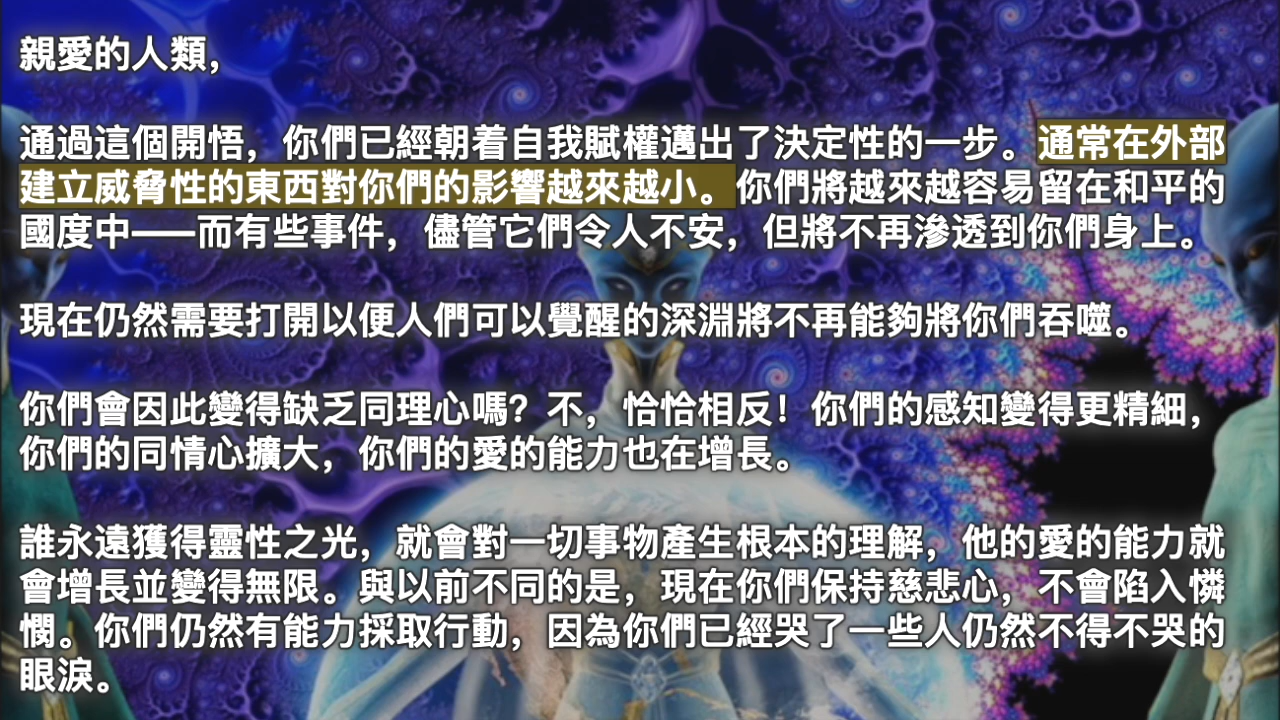 親愛的人類，
通過這個開悟，你們已經朝着自我賦權邁出了決定性的一步。通常在外部
建立威脅性的東西對你們的影響越來越小。你們將越來越容易留在和平的
國度中——而有些事件，儘管它們令人不安，但將不再滲透到你們身上。
現在仍然需要打開以便人們可以覺醒的深淵將不再能夠將你們吞噬。
你們會因此變得缺乏同理心嗎？不，恰恰相反！你們的感知變得更精細，
你們的同情心擴大，你們的愛的能力也在增長。
誰永遠獲得靈性之光，就會對一切事物產生根本的理解，他的愛的能力就
會增長並變得無限。與以前不同的是，現在你們保持慈悲心，不會陷入憐
憫。你們仍然有能力採取行動，因為你們已經哭了一些人仍然不得不哭的
眼淚。